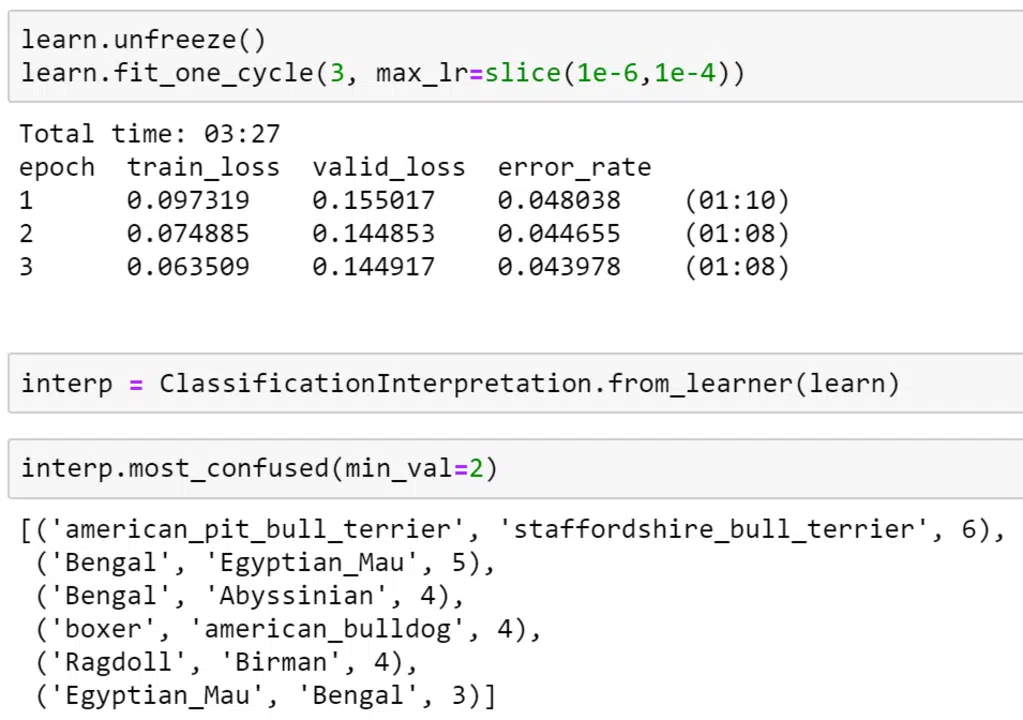 learn.unfreeze()
learn.fit_one_cycle(3, max_lr=slice(1e-6,1e-4))
Total time: 03:27
epoch  train_loss  valid_loss  error_rate
1      0.097319    0.155017    0.048038    (01:10)
2      0.074885    0.144853    0.044655    (01:08)
3      0.063509    0.144917    0.043978    (01:08)
interp = ClassificationInterpretation.from_learner(learn)
interp.most_confused(min_val=2)
[('american_pit_bull_terrier', 'staffordshire_bull_terrier', 6),
 ('Bengal', 'Egyptian_Mau', 5),
 ('Bengal', 'Abyssinian', 4),
 ('boxer', 'american_bulldog', 4),
 ('Ragdoll', 'Birman', 4),
 ('Egyptian_Mau', 'Bengal', 3)]